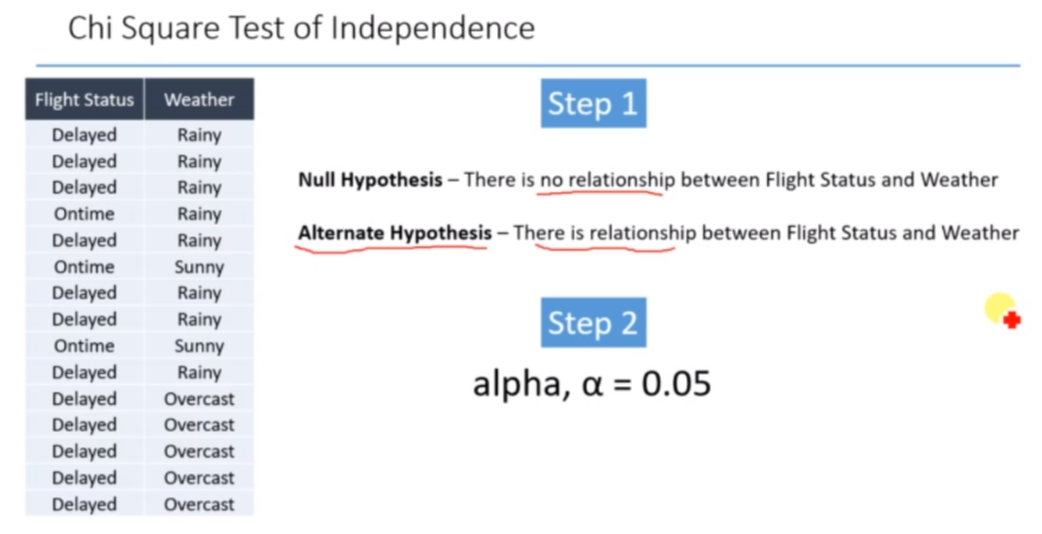 Chi Square Test of Independence
Flight Status Weather
Delayed Rainy
Delayed Rainy
Delayed Rainy
Ontime Rainy
Delayed Rainy
Ontime Sunny
Delayed Rainy
Delayed Rainy
Ontime Sunny
Delayed Rainy
Delayed Overcast
Delayed Overcast
Delayed Overcast
Delayed Overcast
Delayed Overcast
Step 1
Null Hypothesis – There is no relationship between Flight Status and Weather
Alternate Hypothesis – There is relationship between Flight Status and Weather
Step 2
alpha, α = 0.05